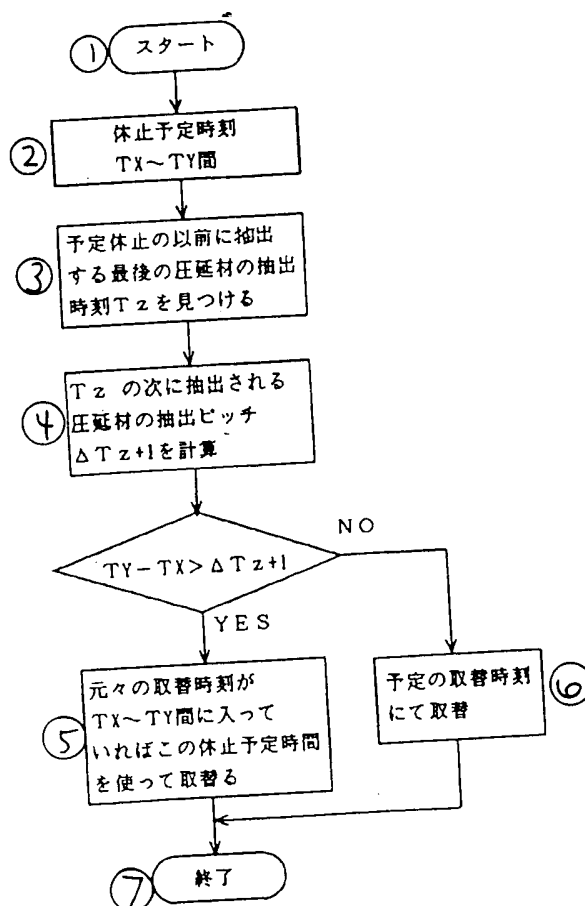 ① スタート
② 休止予定時刻
TX～TY間
③ 予定休止の以前に抽出
する最後の圧延材の抽出
時刻Tzを見つける
④ Tz の次に抽出される
圧延材の抽出ピッチ
ΔTz+1を計算
TY-TX>ΔTz+1
NO
YES
⑤ 元々の取替時刻が
TX～TY間に入って
いればこの休止予定時間
を使って取替る
⑥ 予定の取替時刻
にて取替
⑦ 終了